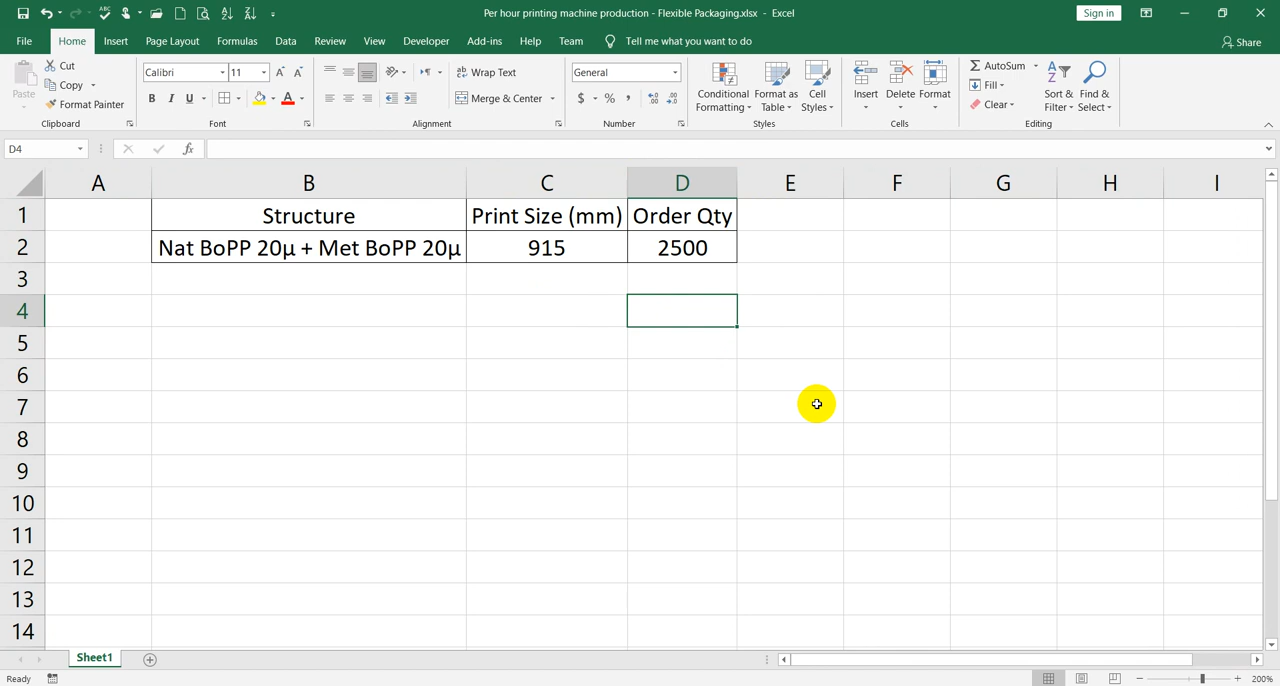 Per hour printing machine production - Flexible Packaging.xlsx - Excel
Sign in
File Home Insert Page Layout Formulas Data Review View Developer Add-ins Help Team Tell me what you want to do Share
Paste
Cut
Copy
Format Painter
Clipboard
Calibri 11
B I U
Font
Wrap Text
Merge & Center
Alignment
General
$ % ,
Number
Conditional Formatting
Format as Table
Cell Styles
Styles
Insert Delete Format
Cells
AutoSum
Fill
Clear
Sort & Filter
Find & Select
Editing
D4 fx
A B C D E F G H I
1 Structure Print Size (mm) Order Qty
2 Nat BoPP 20µ + Met BoPP 20µ 915 2500
3
4
5
6
7
8
9
10
11
12
13
14
Sheet1
Ready 200%